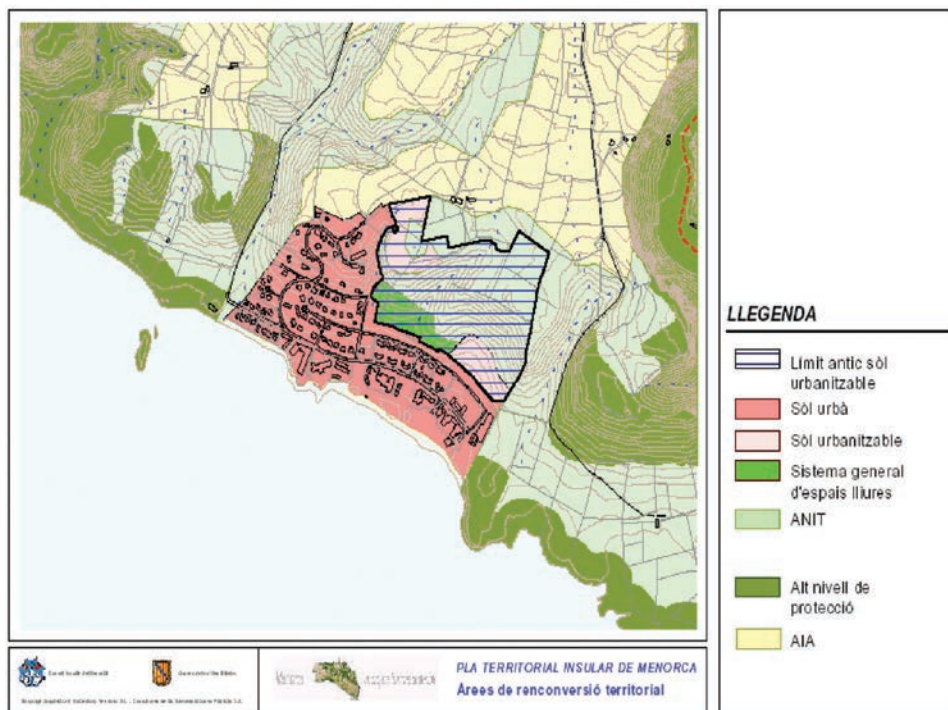 LLEGENDA
Límit antic sòl
urbanitzable
Sòl urbà
Sòl urbanitzable
Sistema general
d'espais lliures
ANIT
Alt nivell de
protecció
AIA
PLA TERRITORIAL INSULAR DE MENORCA
Àrees de renconversió territorial